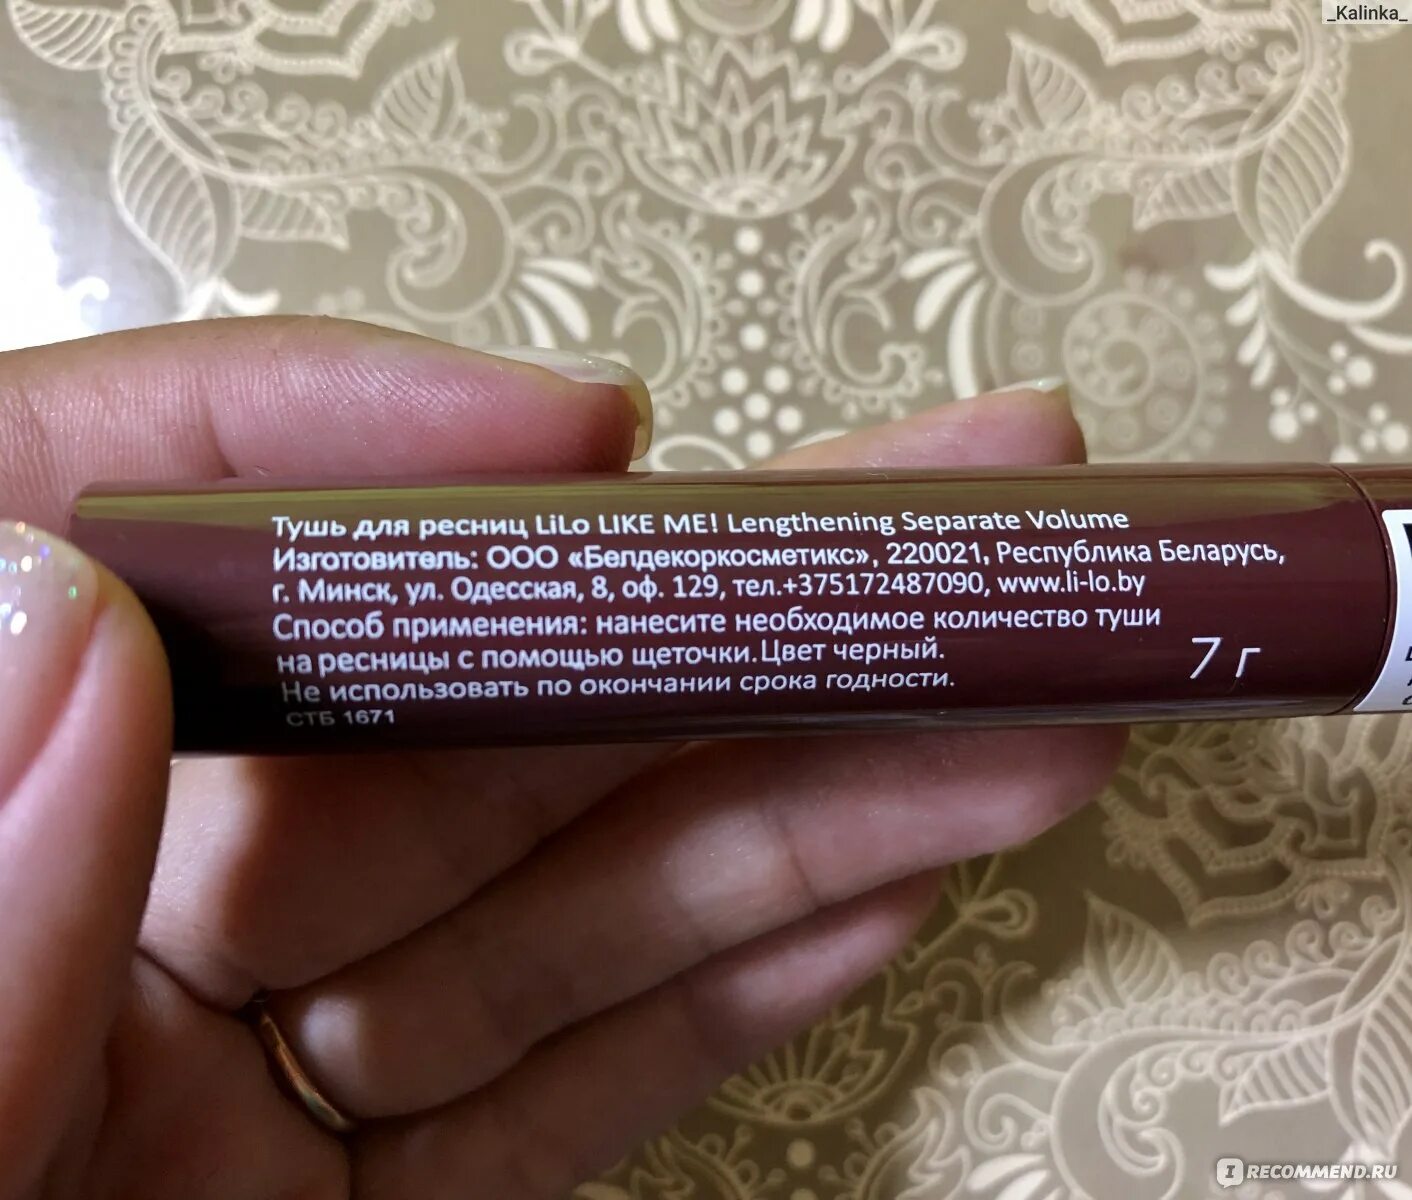 _Kalinka_
Тушь для ресниц LiLo LIKE ME! Lengthening Separate Volume
Изготовитель: ООО «Белдекоркосметикс», 220021, Республика Беларусь,
г. Минск, ул. Одесская, 8, оф. 129, тел.+375172487090, www.li-lo.by
Способ применения: нанесите необходимое количество туши
на ресницы с помощью щеточки.Цвет черный.
Не использовать по окончании срока годности.
СТБ 1671
7 г
IRECOMMEND.RU